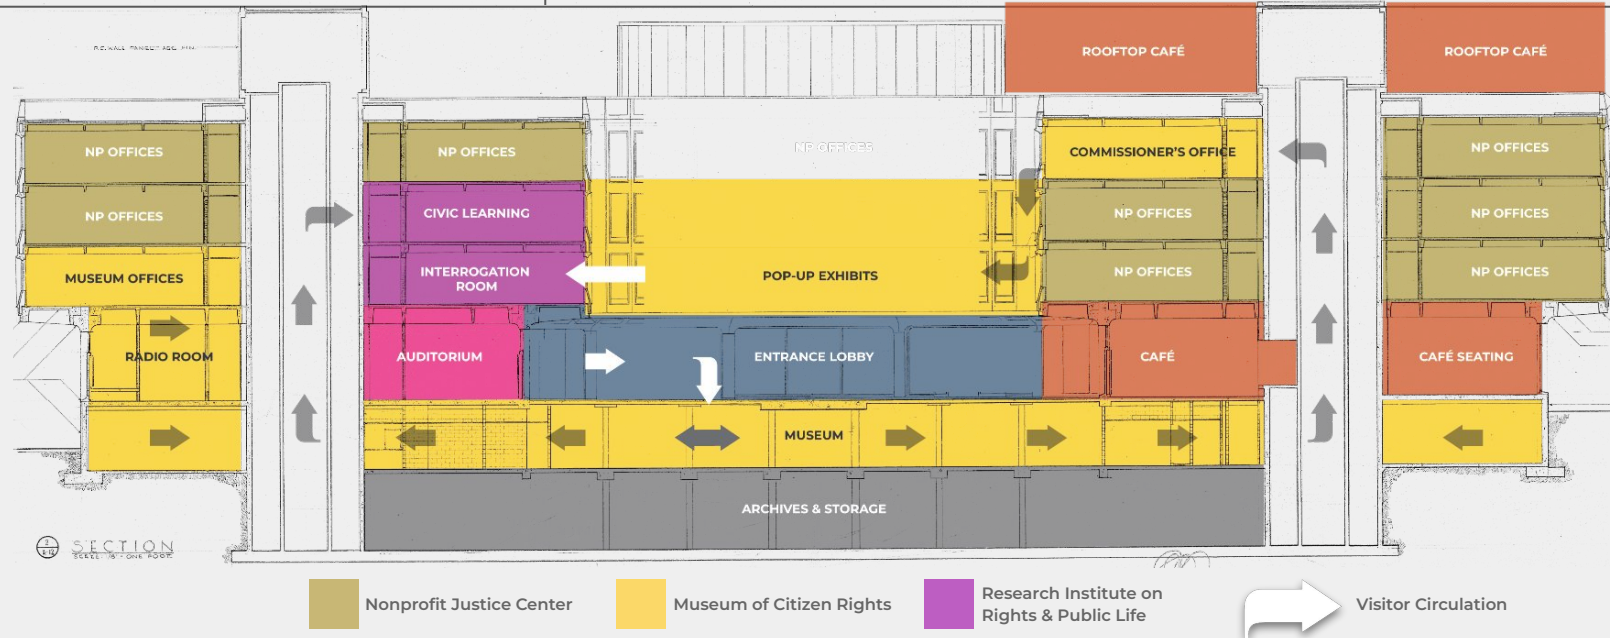 ROOFTOP CAFÉ
ROOFTOP CAFÉ
NP OFFICES
NP OFFICES
NP OFFICES
COMMISSIONER'S OFFICE
NP OFFICES
NP OFFICES
CIVIC LEARNING
NP OFFICES
NP OFFICES
MUSEUM OFFICES
INTERROGATION
ROOM
POP-UP EXHIBITS
NP OFFICES
NP OFFICES
RADIO ROOM
AUDITORIUM
ENTRANCE LOBBY
CAFÉ
CAFÉ SEATING
MUSEUM
ARCHIVES & STORAGE
SECTION
Nonprofit Justice Center
Museum of Citizen Rights
Research Institute on
Rights & Public Life
Visitor Circulation